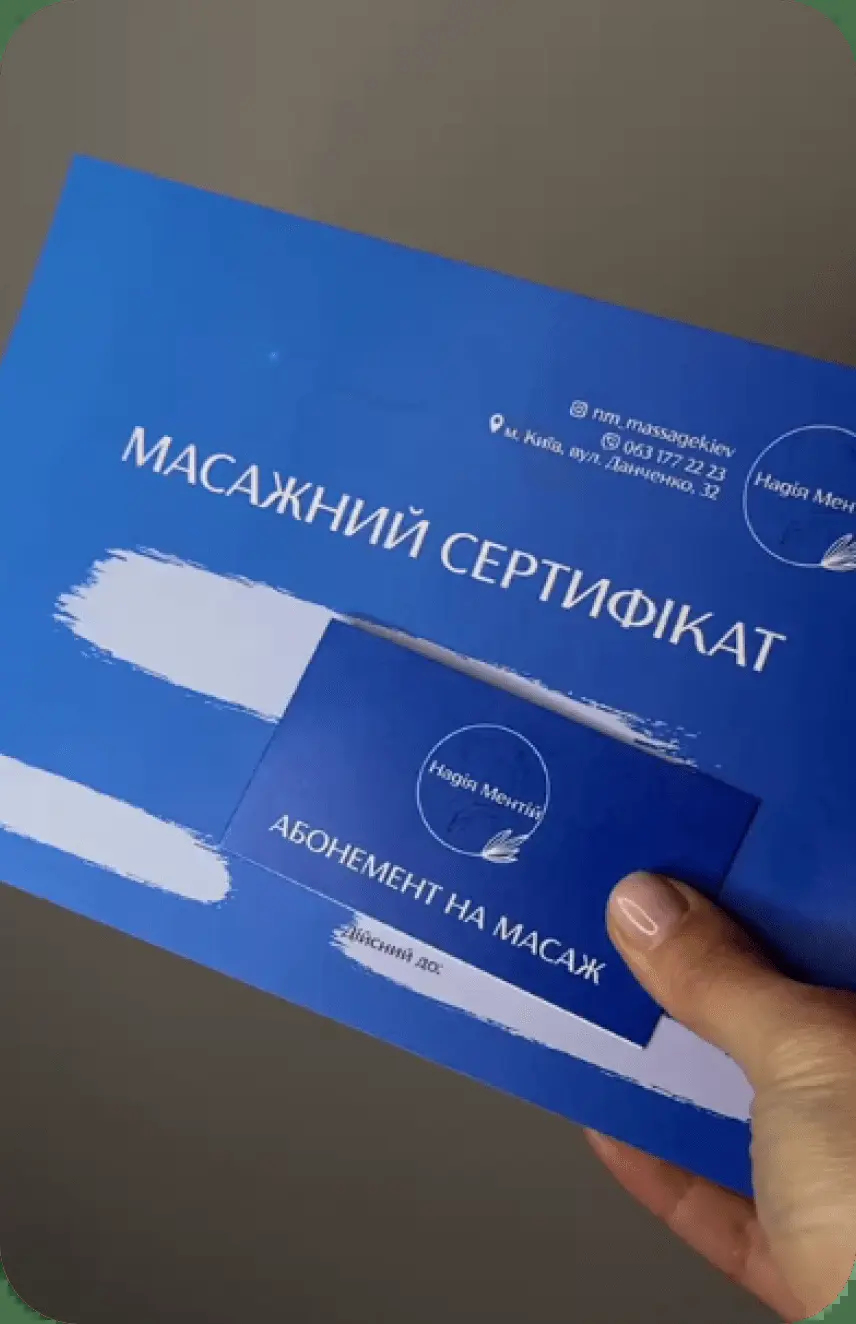 nm_massagekiev
063 177 22 23
м. Київ, вул. Данченко, 32
Надія Мен
МАСАЖНИЙ СЕРТИФІКАТ
Надія Ментій
АБОНЕМЕНТ НА МАСАЖ
Дійсний до: